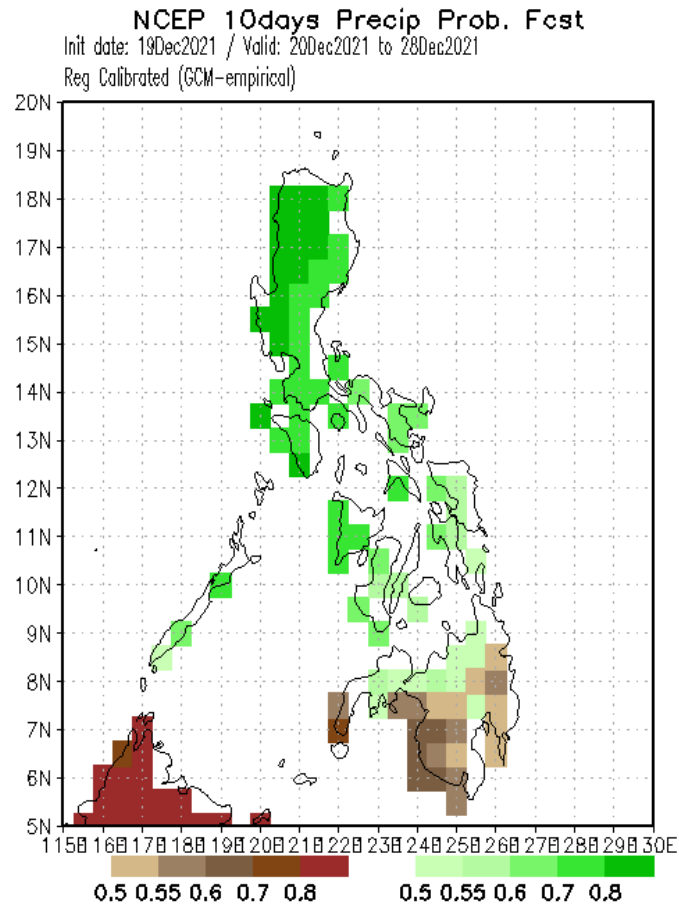 NCEP 10days Precip Prob. Fcst
Init date: 19Dec2021 / Valid: 20Dec2021 to 28Dec2021
Reg Calibrated (GCM-empirical)
20N
19N
18N
17N
16N
15N
14N
13N
12N
11N
10N
9N
8N
7N
6N
5N
115E 116E 117E 118E 119E 120E 121E 122E 123E 124E 125E 126E 127E 128E 129E 130E
0.5 0.55 0.6 0.7 0.8 0.5 0.55 0.6 0.7 0.8